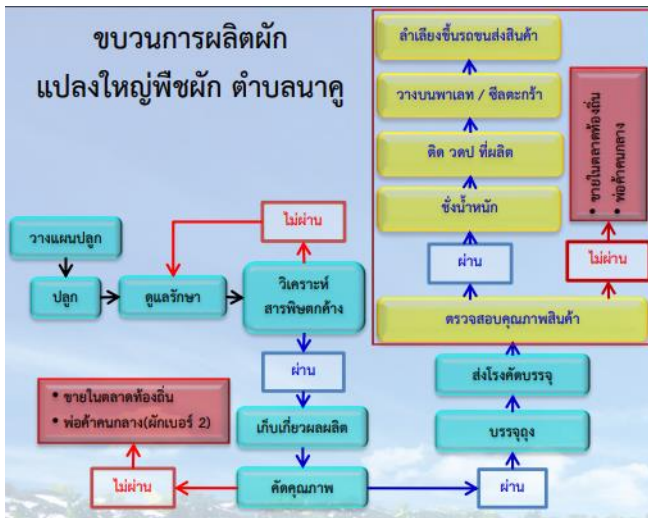 ขบวนการผลิตผัก
แปลงใหญ่พืชผัก ตำบลนาคู
วางแผนปลูก
ปลูก
ดูแลรักษา
วิเคราะห์
สารพิษตกค้าง
ไม่ผ่าน
ผ่าน
เก็บเกี่ยวผลผลิต
คัดคุณภาพ
ไม่ผ่าน
• ขายในตลาดท้องถิ่น
• พ่อค้าคนกลาง(ผักเบอร์ 2)
ผ่าน
บรรจุถุง
ส่งโรงคัดบรรจุ
ตรวจสอบคุณภาพสินค้า
ไม่ผ่าน
• ขายในตลาดท้องถิ่น
• พ่อค้าคนกลาง
ผ่าน
ชั่งน้ำหนัก
ติด วดป ที่ผลิต
วางบนพาเลท / ซีลตะกร้า
ลำเลียงขึ้นรถขนส่งสินค้า